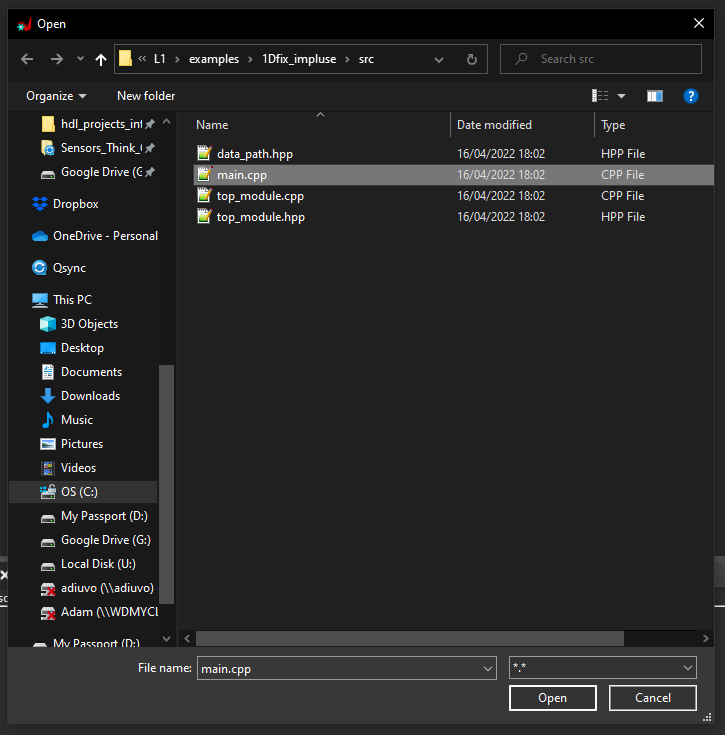 Open
« L1 > examples > 1Dfix_impluse > src
Search src
Organize
New folder
Name
Date modified
Type
data_path.hpp 16/04/2022 18:02 HPP File
main.cpp 16/04/2022 18:02 CPP File
top_module.cpp 16/04/2022 18:02 CPP File
top_module.hpp 16/04/2022 18:02 HPP File
hdl_projects_int
Sensors_Think_
Google Drive (G
Dropbox
OneDrive - Personal
Qsync
This PC
3D Objects
Desktop
Documents
Downloads
Music
Pictures
Videos
OS (C:)
My Passport (D:)
Google Drive (G:)
Local Disk (U:)
adiuvo (\\adiuvo)
Adam (\\WDMYCL
My Passport (D:)
File name:
main.cpp
*.*
Open
Cancel